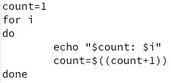 count=1
for i
do
        echo "$count: $i"
        count=$((count+1))
done